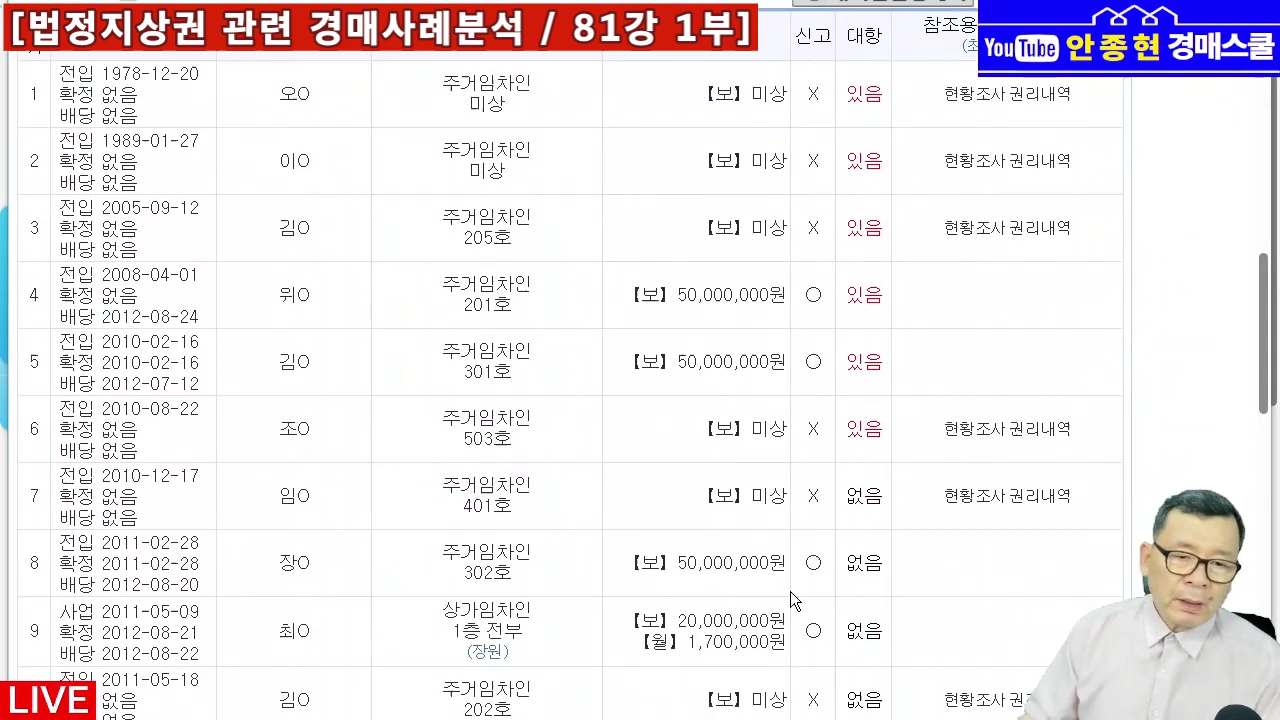 [법정지상권 관련 경매사례분석 / 81강 1부]
YouTube 안종현 경매스쿨
신고 대항 참조용
1 전입 1978-12-20 오O 주거임차인 【보】 미상 X 있음 현황조사 권리내역
확정 없음 미상
배당 없음
2 전입 1989-01-27 이O 주거임차인 【보】 미상 X 있음 현황조사 권리내역
확정 없음 미상
배당 없음
3 전입 2005-09-12 김O 주거임차인 【보】 미상 X 있음 현황조사 권리내역
확정 없음 205호
배당 없음
4 전입 2008-04-01 위O 주거임차인 【보】 50,000,000원 ○ 있음
확정 없음 201호
배당 2012-08-24
5 전입 2010-02-16 김O 주거임차인 【보】 50,000,000원 ○ 있음
확정 2010-02-16 301호
배당 2012-07-12
6 전입 2010-08-22 조O 주거임차인 【보】 미상 X 있음 현황조사 권리내역
확정 없음 503호
배당 없음
7 전입 2010-12-17 임O 주거임차인 【보】 미상 X 없음 현황조사 권리내역
확정 없음 401호
배당 없음
8 전입 2011-02-28 장O 주거임차인 【보】 50,000,000원 ○ 없음
확정 2011-02-28 302호
배당 2012-08-20
9 사업 2011-05-09 최O 상가임차인 【보】 20,000,000원 ○ 없음
확정 2012-08-21 1층 전부 【월】 1,700,000원
배당 2012-08-22 (장원)
전입 2011-05-18 김O 주거임차인 【보】 미상 X 없음 현황조사
없음 202호
LIVE